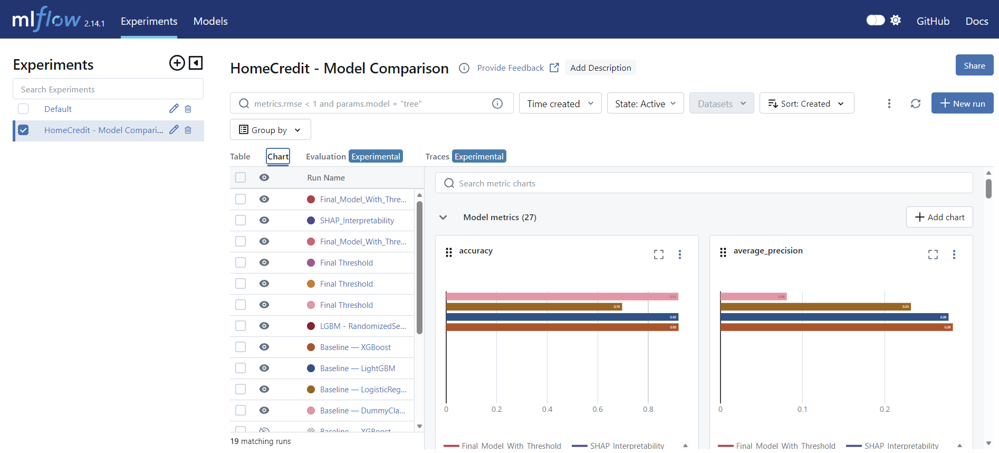 mlflow 2.14.1 Experiments Models GitHub Docs
Experiments
Search Experiments
Default
HomeCredit - Model Compari...
HomeCredit - Model Comparison Provide Feedback Add Description Share
metrics.rmse < 1 and params.model = "tree" Time created State: Active Datasets Sort: Created New run
Group by
Table Chart Evaluation Experimental Traces Experimental
Run Name
Final_Model_With_Thre...
SHAP_Interpretability
Final_Model_With_Thre...
Final Threshold
Final Threshold
Final Threshold
LGBM - RandomizedSe...
Baseline — XGBoost
Baseline — LightGBM
Baseline — LogisticReg...
Baseline — DummyCla...
Baseline — XGBoost
19 matching runs
Search metric charts
Model metrics (27) Add chart
accuracy
0.92
0.70
0.92
0.92
0 0.2 0.4 0.6 0.8
Final_Model_With_Threshold SHAP_Interpretability
average_precision
0.08
0.23
0.28
0.28
0 0.1 0.2
Final_Model_With_Threshold SHAP_Interpretability